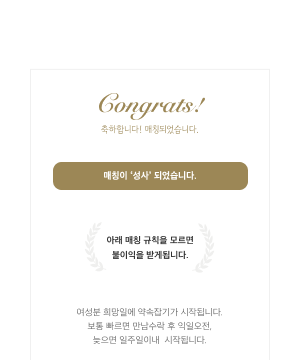 Congrats!
축하합니다! 매칭되었습니다.
매칭이 '성사' 되었습니다.
아래 매칭 규칙을 모르면
불이익을 받게됩니다.
여성분 희망일에 약속잡기가 시작됩니다.
보통 빠르면 만남수락 후 익일오전,
늦으면 일주일이내 시작됩니다.